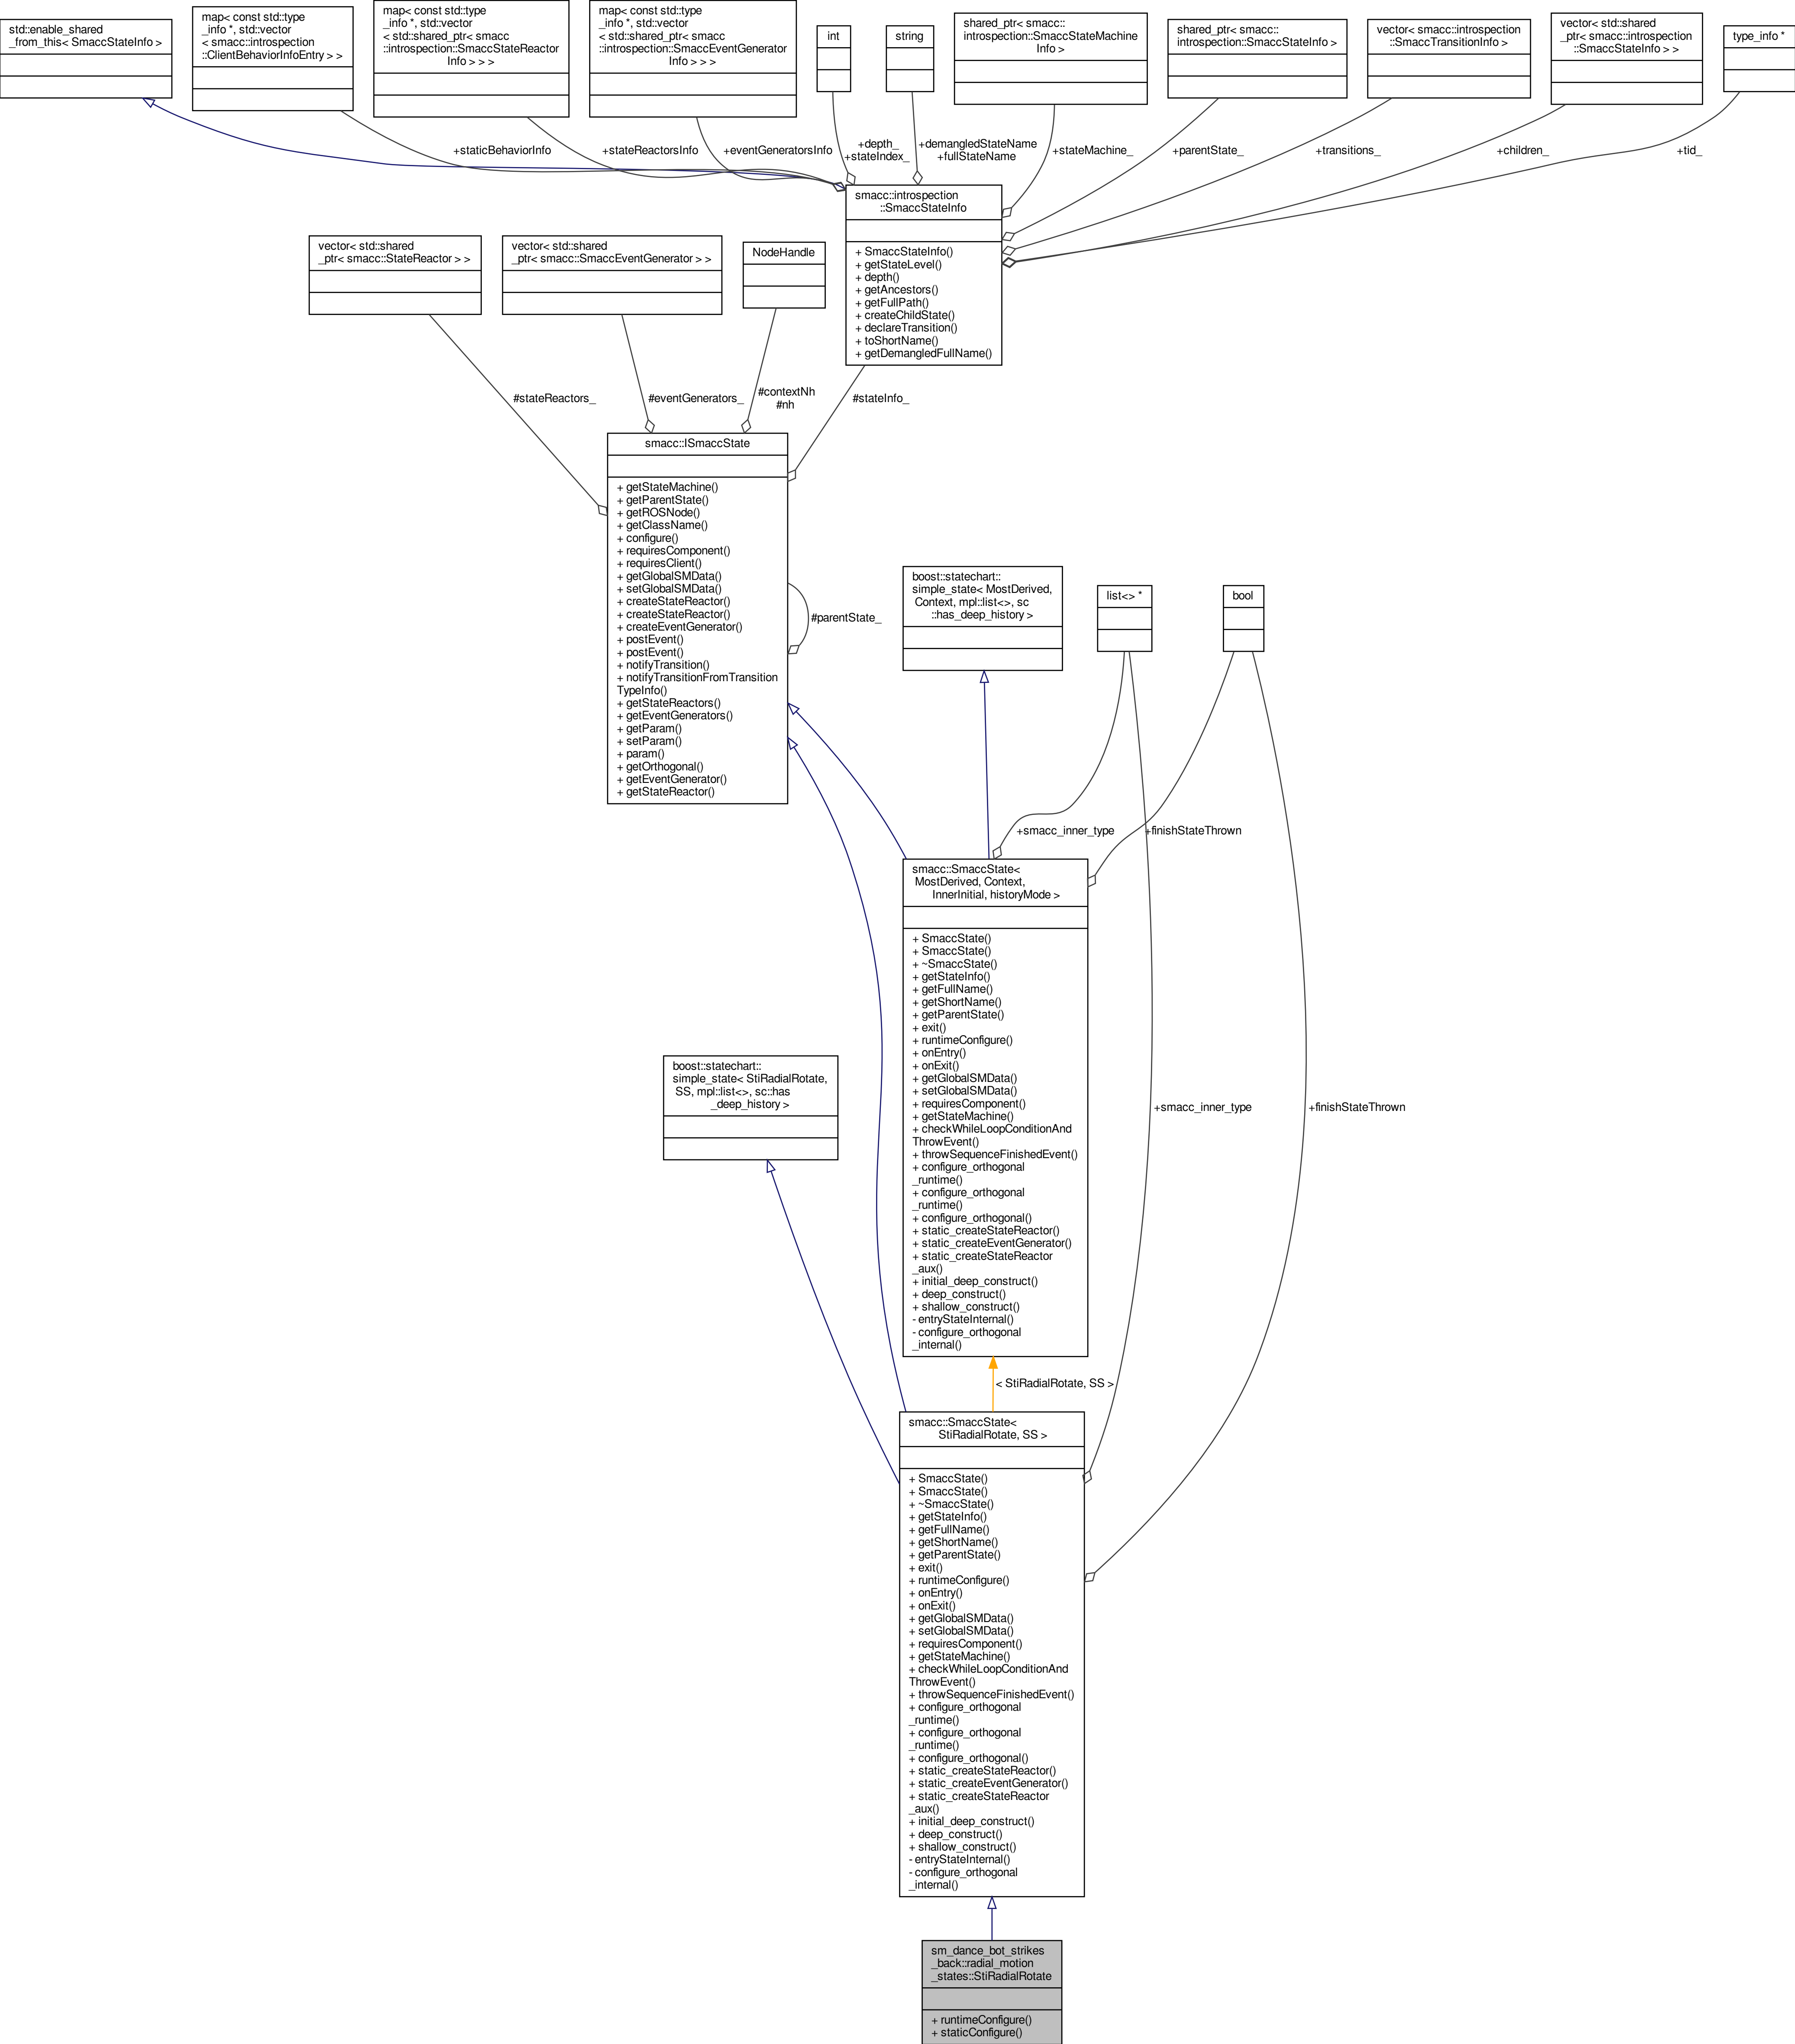 std::enable_shared
_from_this< SmaccStateInfo >
map< const std::type
_info *, std::vector
< smacc::introspection
::ClientBehaviorInfoEntry > >
map< const std::type
_info *, std::vector
< std::shared_ptr< smacc
::introspection::SmaccStateReactor
Info > > >
map< const std::type
_info *, std::vector
< std::shared_ptr< smacc
::introspection::SmaccEventGenerator
Info > > >
int
string
shared_ptr< smacc::
introspection::SmaccStateMachine
Info >
shared_ptr< smacc::
introspection::SmaccStateInfo >
vector< smacc::introspection
::SmaccTransitionInfo >
vector< std::shared
_ptr< smacc::introspection
::SmaccStateInfo > >
type_info *
+staticBehaviorInfo
+stateReactorsInfo
+eventGeneratorsInfo
+depth_
+stateIndex_
+demangledStateName
+fullStateName
+stateMachine_
+parentState_
+transitions_
+children_
+tid_
smacc::introspection
::SmaccStateInfo
+ SmaccStateInfo()
+ getStateLevel()
+ depth()
+ getAncestors()
+ getFullPath()
+ createChildState()
+ declareTransition()
+ toShortName()
+ getDemangledFullName()
vector< std::shared
_ptr< smacc::StateReactor > >
vector< std::shared
_ptr< smacc::SmaccEventGenerator > >
NodeHandle
#stateReactors_
#eventGenerators_
#contextNh
#nh
#stateInfo_
smacc::ISmaccState
+ getStateMachine()
+ getParentState()
+ getROSNode()
+ getClassName()
+ configure()
+ requiresComponent()
+ requiresClient()
+ getGlobalSMData()
+ setGlobalSMData()
+ createStateReactor()
+ createStateReactor()
+ createEventGenerator()
+ postEvent()
+ postEvent()
+ notifyTransition()
+ notifyTransitionFromTransition
TypeInfo()
+ getStateReactors()
+ getEventGenerators()
+ getParam()
+ setParam()
+ param()
+ getOrthogonal()
+ getEventGenerator()
+ getStateReactor()
#parentState_
boost::statechart::
simple_state< MostDerived,
Context, mpl::list<>, sc
::has_deep_history >
list<> *
bool
+smacc_inner_type
+finishStateThrown
smacc::SmaccState<
MostDerived, Context,
InnerInitial, historyMode >
+ SmaccState()
+ SmaccState()
+ ~SmaccState()
+ getStateInfo()
+ getFullName()
+ getShortName()
+ getParentState()
+ exit()
+ runtimeConfigure()
+ onEntry()
+ onExit()
+ getGlobalSMData()
+ setGlobalSMData()
+ requiresComponent()
+ getStateMachine()
+ checkWhileLoopConditionAnd
ThrowEvent()
+ throwSequenceFinishedEvent()
+ configure_orthogonal
_runtime()
+ configure_orthogonal
_runtime()
+ configure_orthogonal()
+ static_createStateReactor()
+ static_createEventGenerator()
+ static_createStateReactor
_aux()
+ initial_deep_construct()
+ deep_construct()
+ shallow_construct()
- entryStateInternal()
- configure_orthogonal
_internal()
boost::statechart::
simple_state< StiRadialRotate,
SS, mpl::list<>, sc::has
_deep_history >
+smacc_inner_type
+finishStateThrown
< StiRadialRotate, SS >
smacc::SmaccState<
StiRadialRotate, SS >
+ SmaccState()
+ SmaccState()
+ ~SmaccState()
+ getStateInfo()
+ getFullName()
+ getShortName()
+ getParentState()
+ exit()
+ runtimeConfigure()
+ onEntry()
+ onExit()
+ getGlobalSMData()
+ setGlobalSMData()
+ requiresComponent()
+ getStateMachine()
+ checkWhileLoopConditionAnd
ThrowEvent()
+ throwSequenceFinishedEvent()
+ configure_orthogonal
_runtime()
+ configure_orthogonal
_runtime()
+ configure_orthogonal()
+ static_createStateReactor()
+ static_createEventGenerator()
+ static_createStateReactor
_aux()
+ initial_deep_construct()
+ deep_construct()
+ shallow_construct()
- entryStateInternal()
- configure_orthogonal
_internal()
sm_dance_bot_strikes
_back::radial_motion
_states::StiRadialRotate
+ runtimeConfigure()
+ staticConfigure()